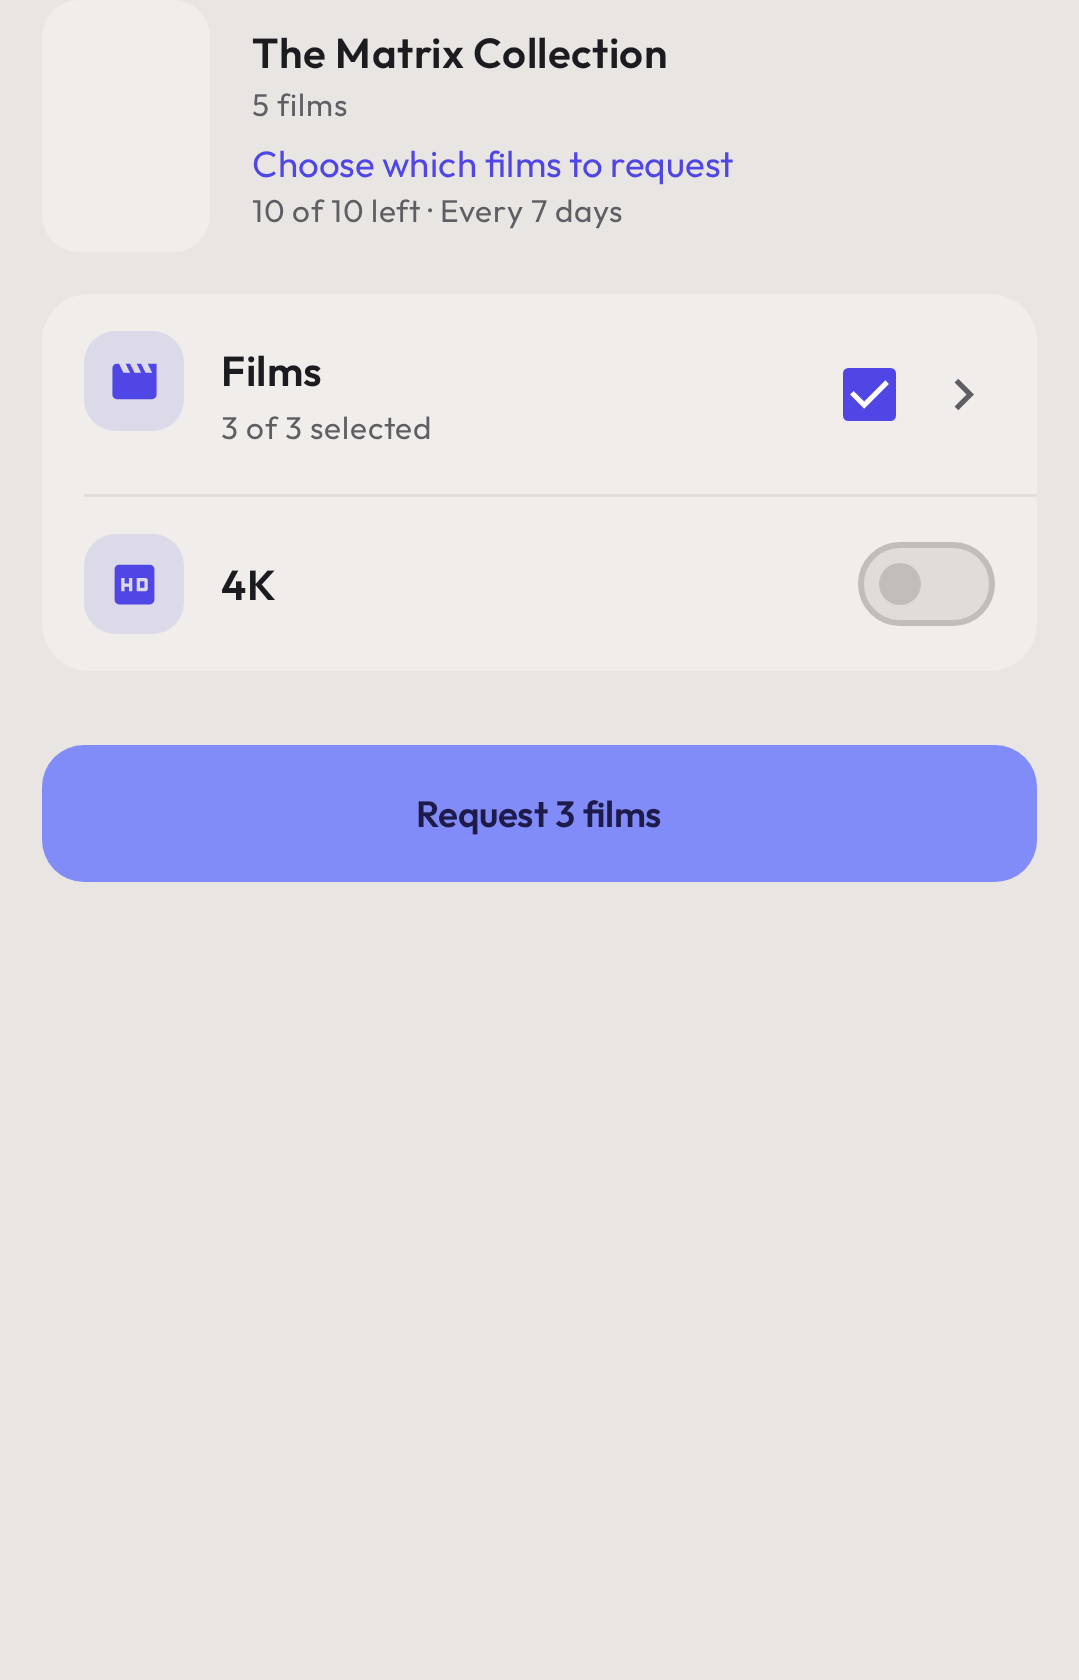 The Matrix Collection
5 films
Choose which films to request
10 of 10 left · Every 7 days
Films
3 of 3 selected
HD
4K
Request 3 films